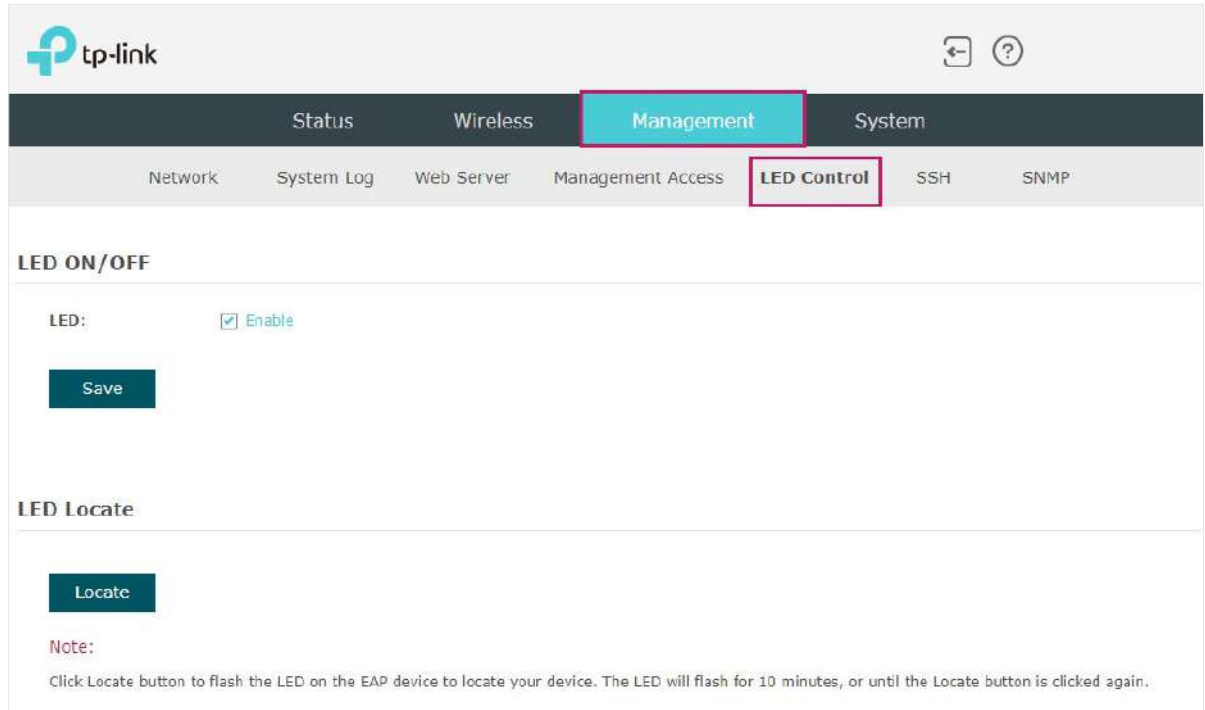 tp-link
Status Wireless Management System
Network System Log Web Server Management Access LED Control SSH SNMP
LED ON/OFF
LED: Enable
Save
LED Locate
Locate
Note:
Click Locate button to flash the LED on the EAP device to locate your device. The LED will flash for 10 minutes, or until the Locate button is clicked again.